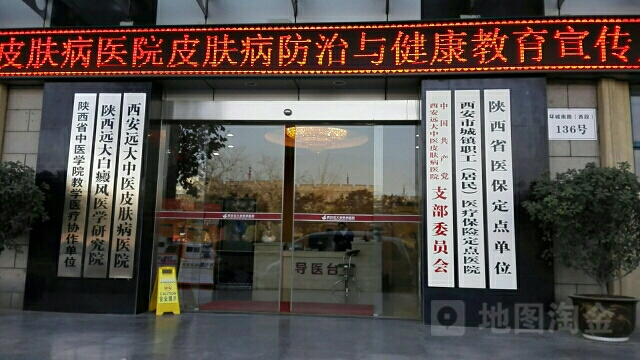 皮肤病医院皮肤病防治与健康教育宣传
环城南路（西段）
136号
陕西省中医学院教学医疗协作单位
陕西远大白癜风医学研究院
西安远大中医皮肤病医院
中国共产党
西安远大中医皮肤病医院
支部委员会
西安市城镇职工（居民）医疗保险定点医院
陕西省医保定点单位
导医台
CAUTION
地图淘金